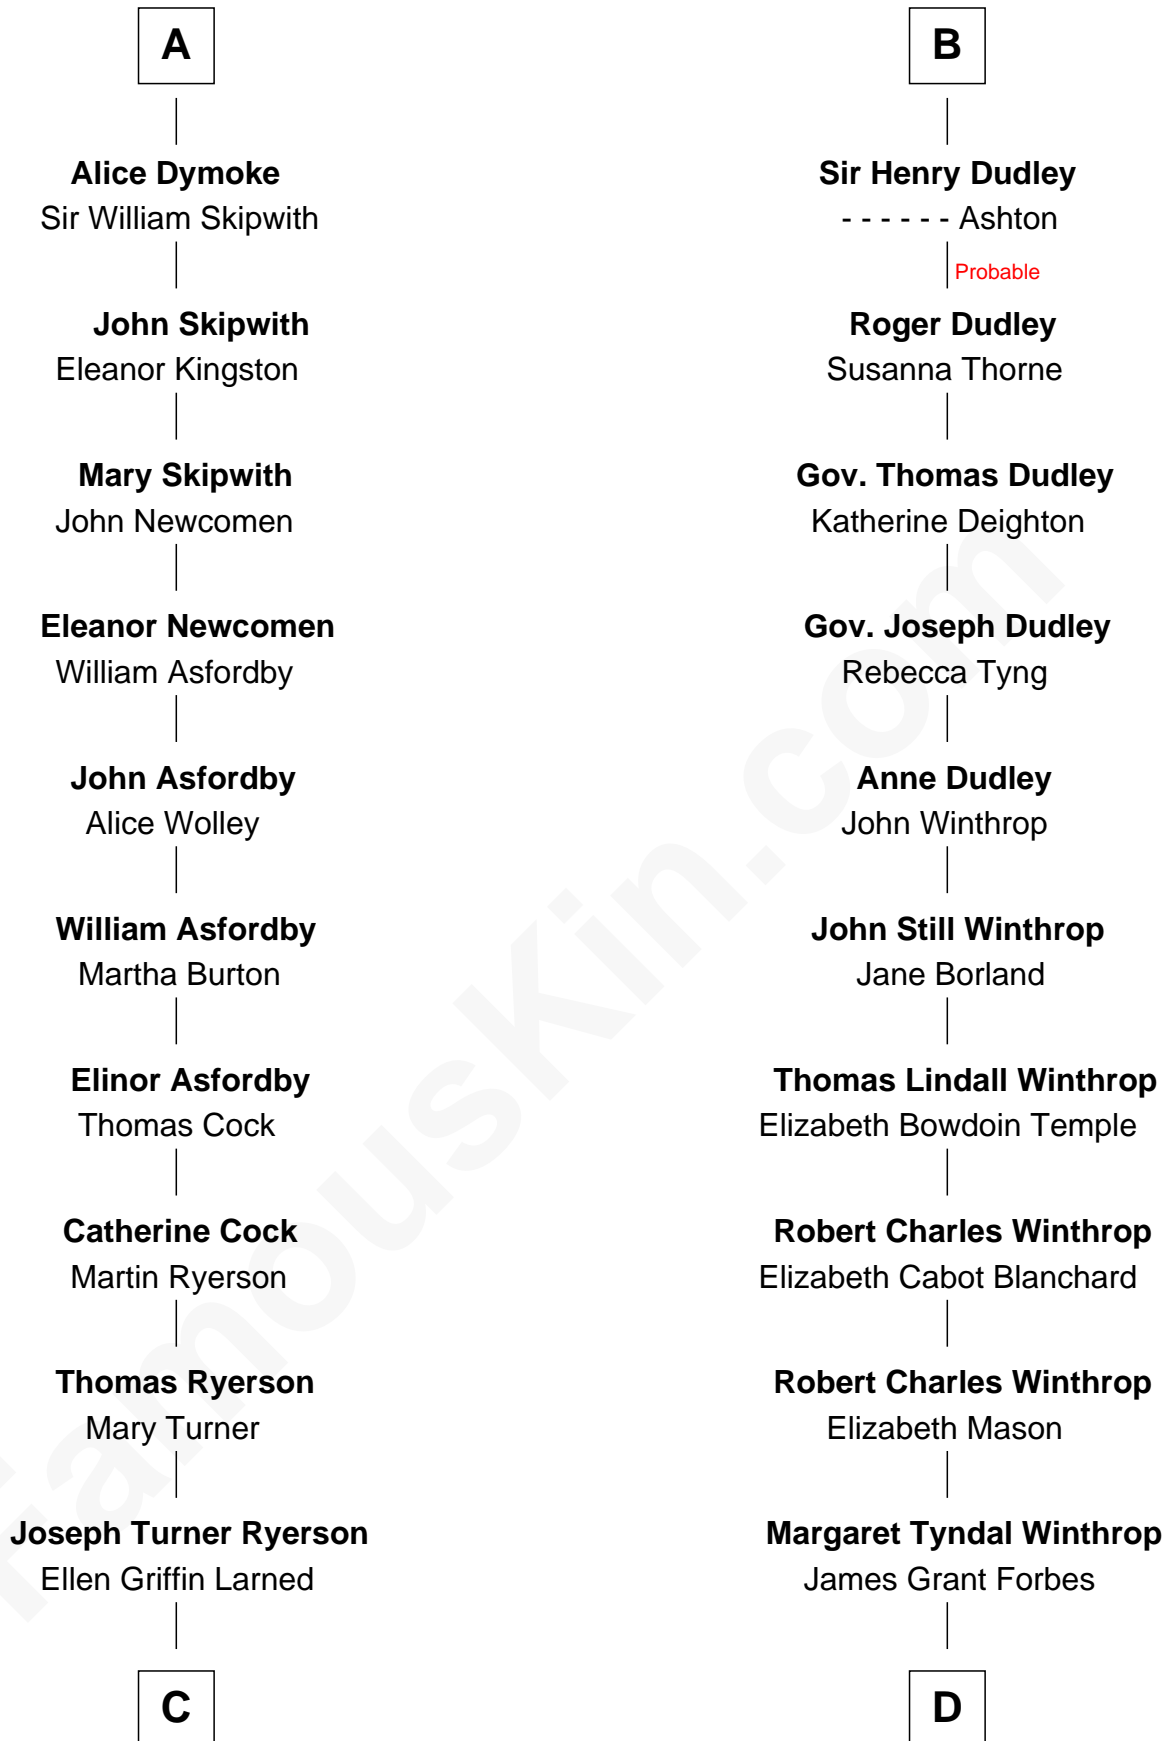 A
Alice Dymoke
Sir William Skipwith
John Skipwith
Eleanor Kingston
Mary Skipwith
John Newcomen
Eleanor Newcomen
William Asfordby
John Asfordby
Alice Wolley
William Asfordby
Martha Burton
Elinor Asfordby
Thomas Cock
Catherine Cock
Martin Ryerson
Thomas Ryerson
Mary Turner
Joseph Turner Ryerson
Ellen Griffin Larned
C
B
Sir Henry Dudley
- - - - - - Ashton
Probable
Roger Dudley
Susanna Thorne
Gov. Thomas Dudley
Katherine Deighton
Gov. Joseph Dudley
Rebecca Tyng
Anne Dudley
John Winthrop
John Still Winthrop
Jane Borland
Thomas Lindall Winthrop
Elizabeth Bowdoin Temple
Robert Charles Winthrop
Elizabeth Cabot Blanchard
Robert Charles Winthrop
Elizabeth Mason
Margaret Tyndal Winthrop
James Grant Forbes
D
FamousKin.com